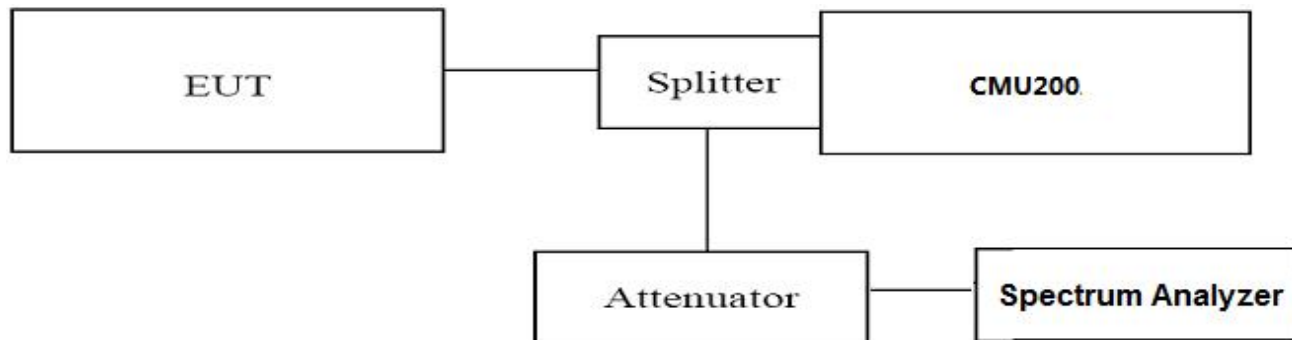 EUT
Splitter
CMU200
Attenuator
Spectrum Analyzer